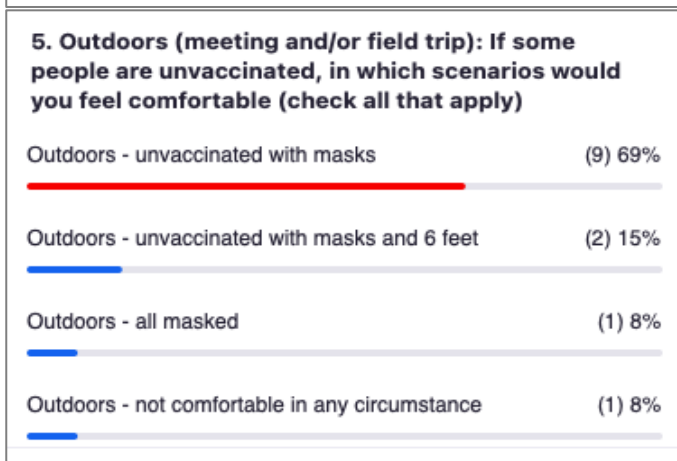 5. Outdoors (meeting and/or field trip): If some
people are unvaccinated, in which scenarios would
you feel comfortable (check all that apply)
Outdoors - unvaccinated with masks (9) 69%
Outdoors - unvaccinated with masks and 6 feet (2) 15%
Outdoors - all masked (1) 8%
Outdoors - not comfortable in any circumstance (1) 8%